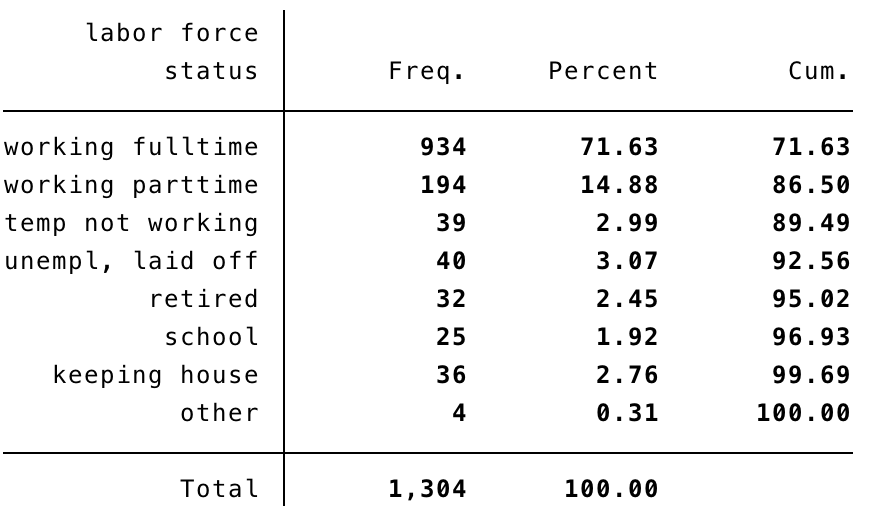 labor force
status Freq. Percent Cum.
working fulltime 934 71.63 71.63
working parttime 194 14.88 86.50
temp not working 39 2.99 89.49
unempl, laid off 40 3.07 92.56
retired 32 2.45 95.02
school 25 1.92 96.93
keeping house 36 2.76 99.69
other 4 0.31 100.00
Total 1,304 100.00